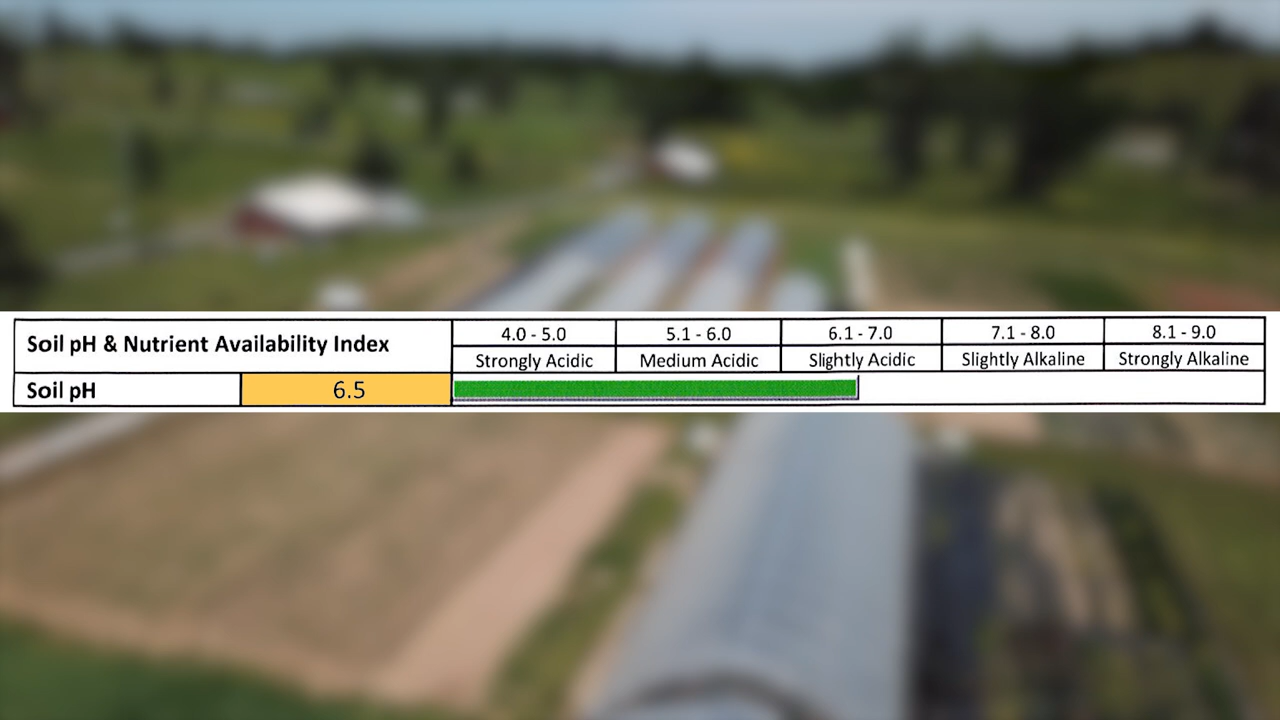 Soil pH & Nutrient Availability Index
4.0 - 5.0 5.1 - 6.0 6.1 - 7.0 7.1 - 8.0 8.1 - 9.0
Strongly Acidic Medium Acidic Slightly Acidic Slightly Alkaline Strongly Alkaline
Soil pH 6.5